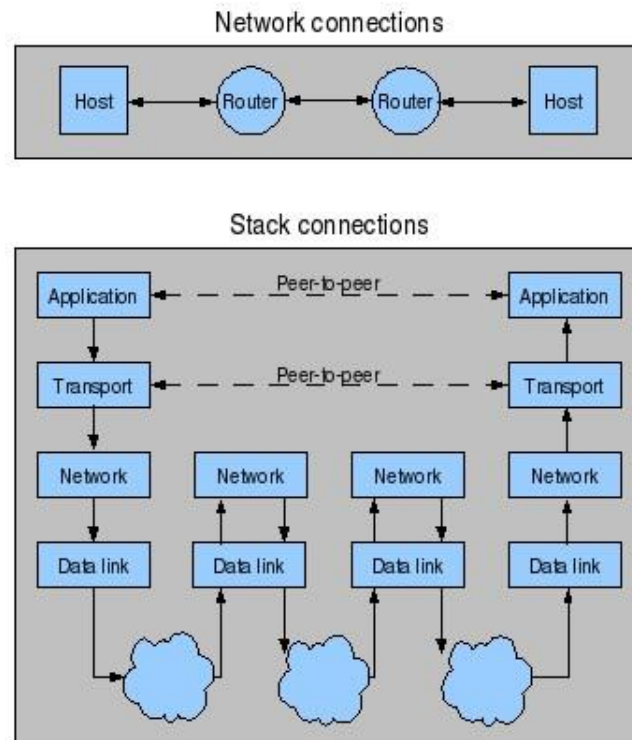 Network connections
Host Router Router Host
Stack connections
Application Peer-to-peer Application
Transport Peer-to-peer Transport
Network Network Network Network
Data link Data link Data link Data link